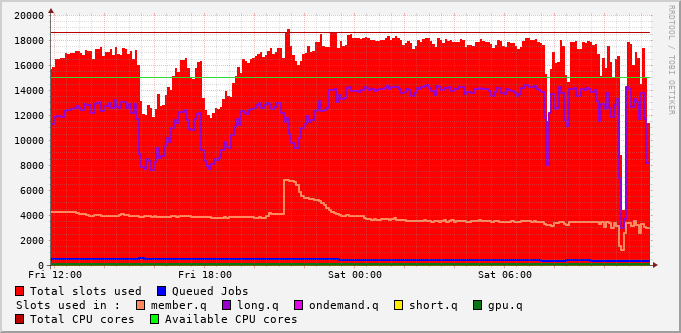 20000
18000
16000
14000
12000
10000
8000
6000
4000
2000
0
Fri 12:00 Fri 18:00 Sat 00:00 Sat 06:00
RRDTOOL / TOBI OETIKER
Total slots used Queued Jobs
Slots used in : member.q long.q ondemand.q short.q gpu.q
Total CPU cores Available CPU cores